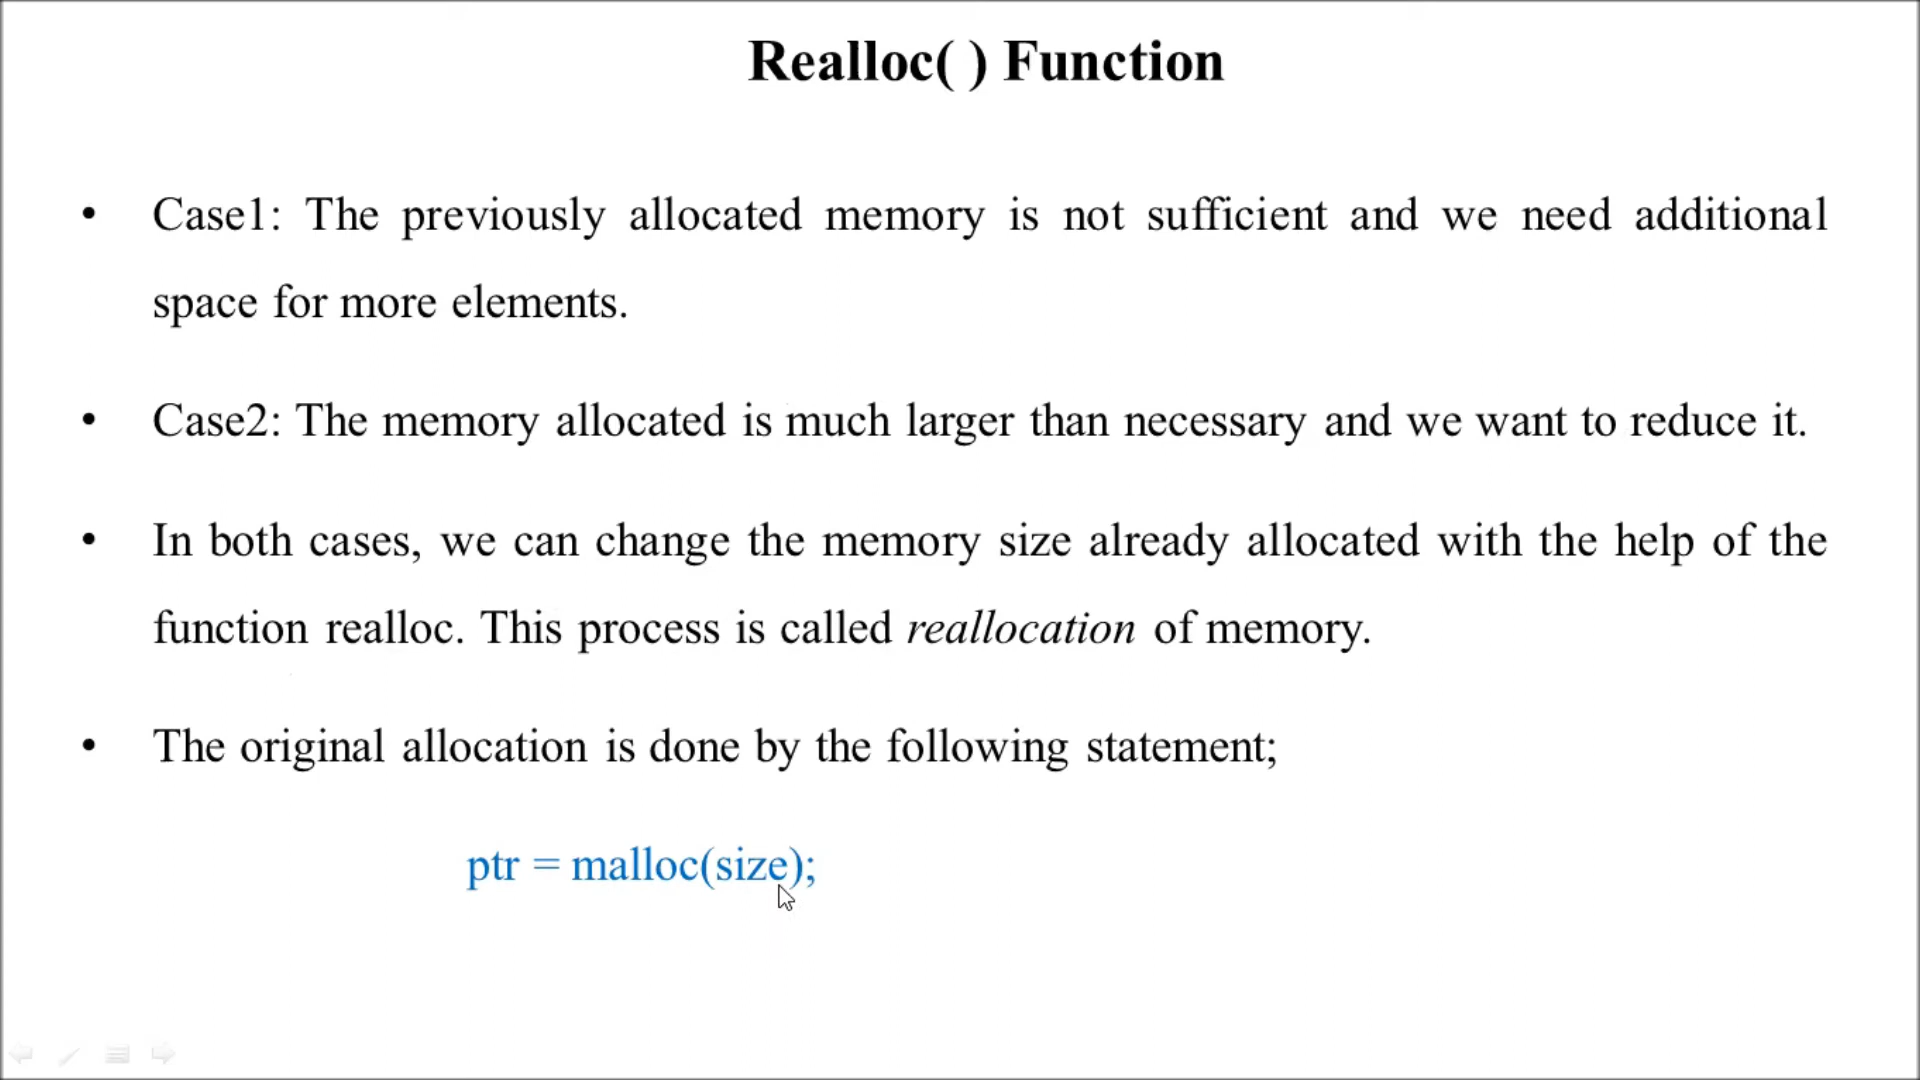 Realloc( ) Function
• Case1: The previously allocated memory is not sufficient and we need additional
space for more elements.
• Case2: The memory allocated is much larger than necessary and we want to reduce it.
• In both cases, we can change the memory size already allocated with the help of the
function realloc. This process is called reallocation of memory.
• The original allocation is done by the following statement;
ptr = malloc(size);